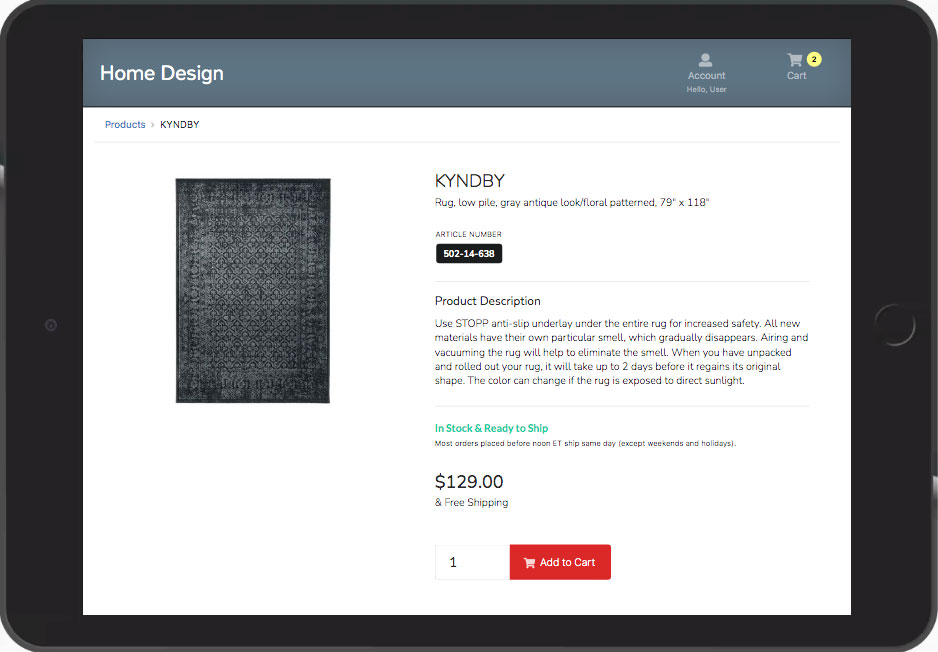 Home Design
Account
Hello, User
2
Cart
Products > KYNDBY
KYNDBY
Rug, low pile, gray antique look/floral patterned, 79" x 118"
ARTICLE NUMBER
502-14-638
Product Description
Use STOPP anti-slip underlay under the entire rug for increased safety. All new
materials have their own particular smell, which gradually disappears. Airing and
vacuuming the rug will help to eliminate the smell. When you have unpacked
and rolled out your rug, it will take up to 2 days before it regains its original
shape. The color can change if the rug is exposed to direct sunlight.
In Stock & Ready to Ship
Most orders placed before noon ET ship same day (except weekends and holidays).
$129.00
& Free Shipping
1
Add to Cart